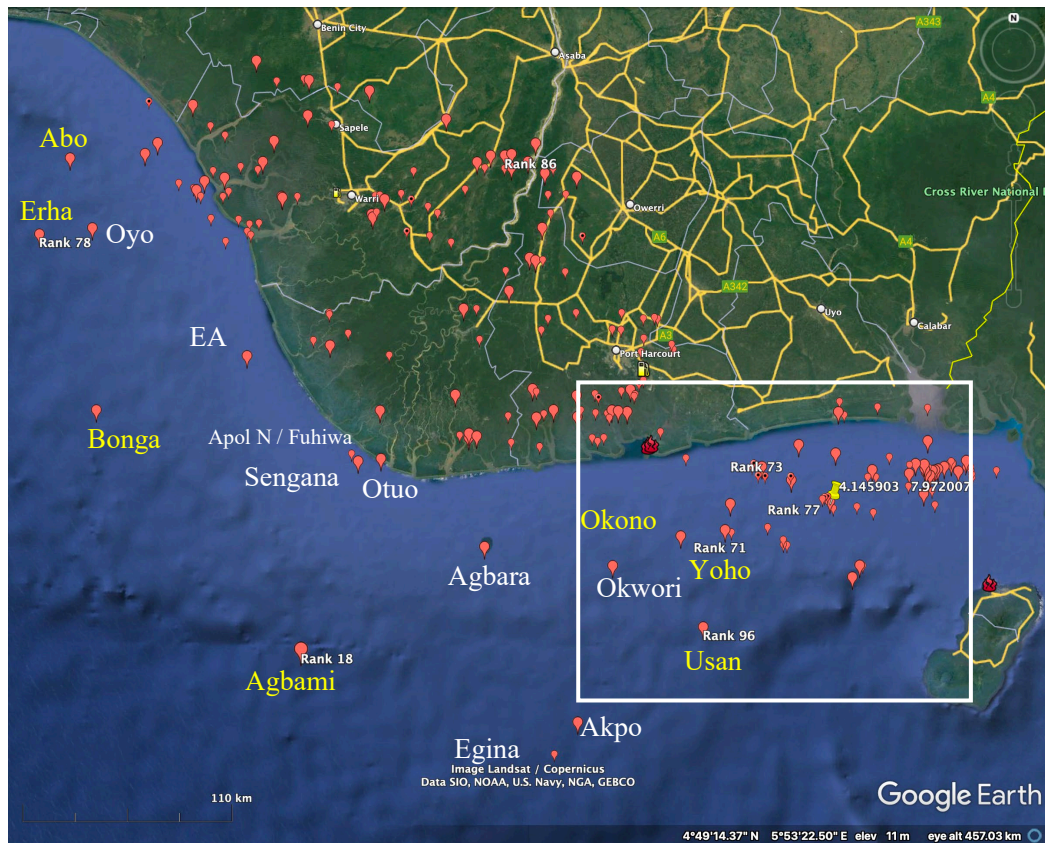 N
A343
Benin City
Asaba
A4
Sapele
Abo
Rank 86
Cross River National
Warri
Erha
Owerri
Oyo
Rank 78
A6
A4
A342
Uyo
Calabar
EA
A3
Port Harcourt
Bonga
Apol N / Fuhiwa
Sengana
Otuo
Rank 73
4.145903
7.972007
Rank 77
Okono
Rank 71
Yoho
Agbara
Okwori
Rank 96
Usan
Rank 18
Agbami
Akpo
Egina
Image Landsat / Copernicus
Data SIO, NOAA, U.S. Navy, NGA, GEBCO
110 km
Google Earth
4°49'14.37" N 5°53'22.50" E elev 11 m eye alt 457.03 km